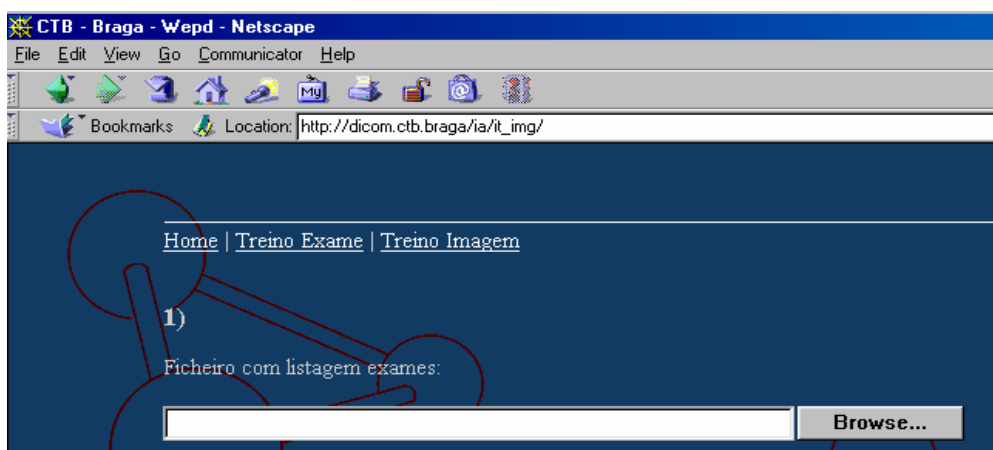 CTB - Braga - Wepd - Netscape
File Edit View Go Communicator Help
My
Bookmarks Location: http://dicom.ctb.braga/ia/it_img/
Home | Treino Exame | Treino Imagem
1)
Ficheiro com listagem exames:
Browse...